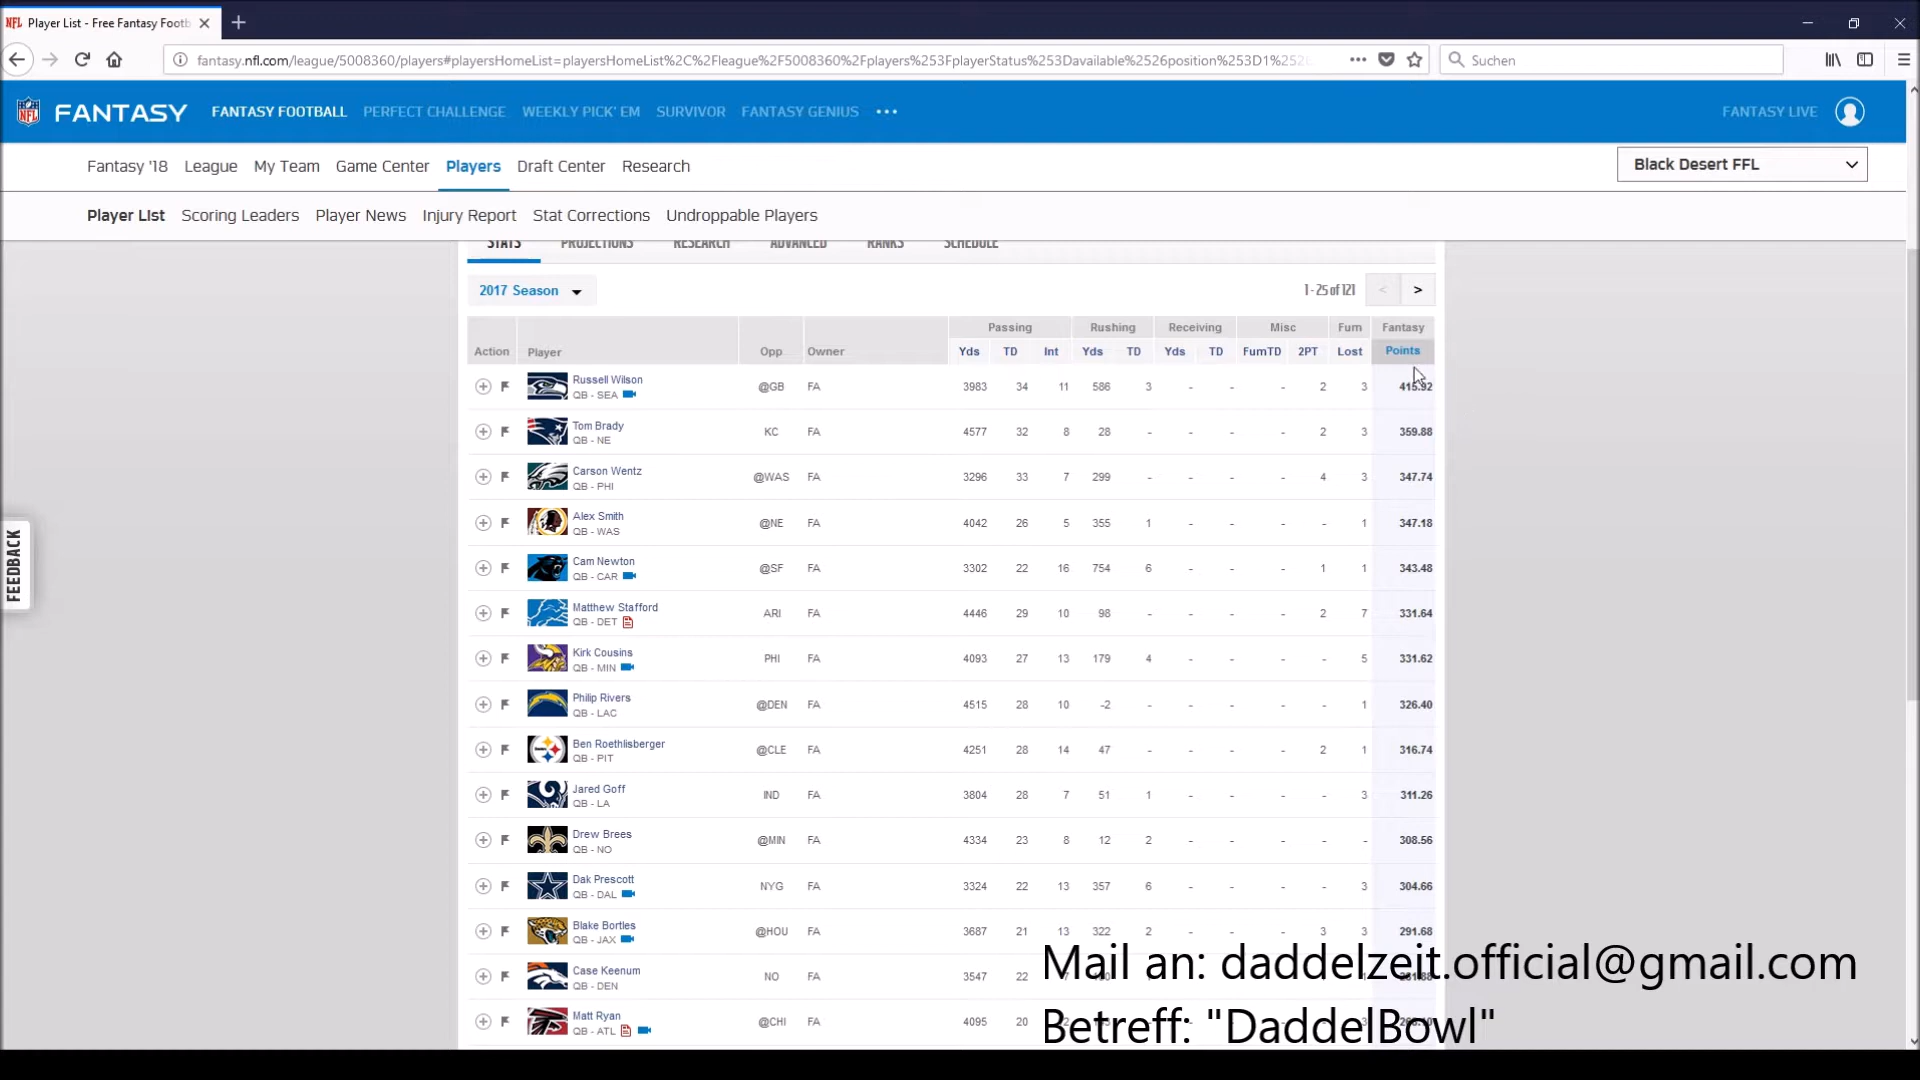 NFL Player List - Free Fantasy Footb
fantasy.nfl.com/league/5008360/players#playersHomeList=playersHomeList%2C%2Fleague%2F5008360%2Fplayers%253FplayerStatus%253Davailable%2526position%253D1%252
Suchen
FANTASY FANTASY FOOTBALL PERFECT CHALLENGE WEEKLY PICK' EM SURVIVOR FANTASY GENIUS ••• FANTASY LIVE
Fantasy '18 League My Team Game Center Players Draft Center Research Black Desert FFL
Player List Scoring Leaders Player News Injury Report Stat Corrections Undroppable Players
STATS PROJECTIONS RESEARCH ADVANCED RANKS SCHEDULE
2017 Season 1 - 25 of 121 < >
Passing Rushing Receiving Misc Fum Fantasy
Action Player Opp Owner Yds TD Int Yds TD Yds TD FumTD 2PT Lost Points
Russell Wilson
QB - SEA @GB FA 3983 34 11 586 3 - - - 2 3 415.92
Tom Brady
QB - NE KC FA 4577 32 8 28 - - - - 2 3 359.88
Carson Wentz
QB - PHI @WAS FA 3296 33 7 299 - - - - 4 3 347.74
Alex Smith
QB - WAS @NE FA 4042 26 5 355 1 - - - - 1 347.18
Cam Newton
QB - CAR @SF FA 3302 22 16 754 6 - - - 1 1 343.48
Matthew Stafford
QB - DET ARI FA 4446 29 10 98 - - - - 2 7 331.64
Kirk Cousins
QB - MIN PHI FA 4093 27 13 179 4 - - - - 5 331.62
Philip Rivers
QB - LAC @DEN FA 4515 28 10 -2 - - - - - 1 326.40
Ben Roethlisberger
QB - PIT @CLE FA 4251 28 14 47 - - - - 2 1 316.74
Jared Goff
QB - LA IND FA 3804 28 7 51 1 - - - - 3 311.26
Drew Brees
QB - NO @MIN FA 4334 23 8 12 2 - - - - - 308.56
Dak Prescott
QB - DAL NYG FA 3324 22 13 357 6 - - - - 3 304.66
Blake Bortles
QB - JAX @HOU FA 3687 21 13 322 2 - - - 3 3 291.68
Case Keenum
QB - DEN NO FA 3547 22
Matt Ryan
QB - ATL @CHI FA 4095 20
FEEDBACK
Mail an: daddelzeit.official@gmail.com
Betreff: "DaddelBowl"